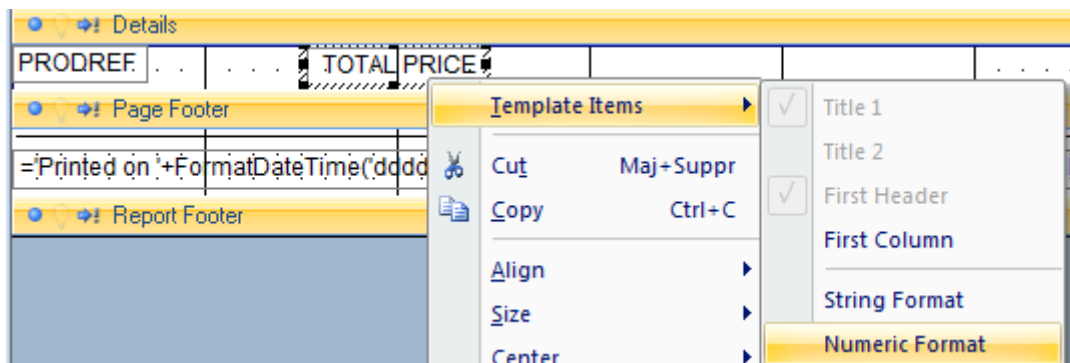 Details
PRODREF TOTAL PRICE
Page Footer
='Printed on '+FormatDateTime("dddd
Report Footer
Template Items
Cut Maj+Suppr
Copy Ctrl+C
Align
Size
Center
Title 1
Title 2
First Header
First Column
String Format
Numeric Format